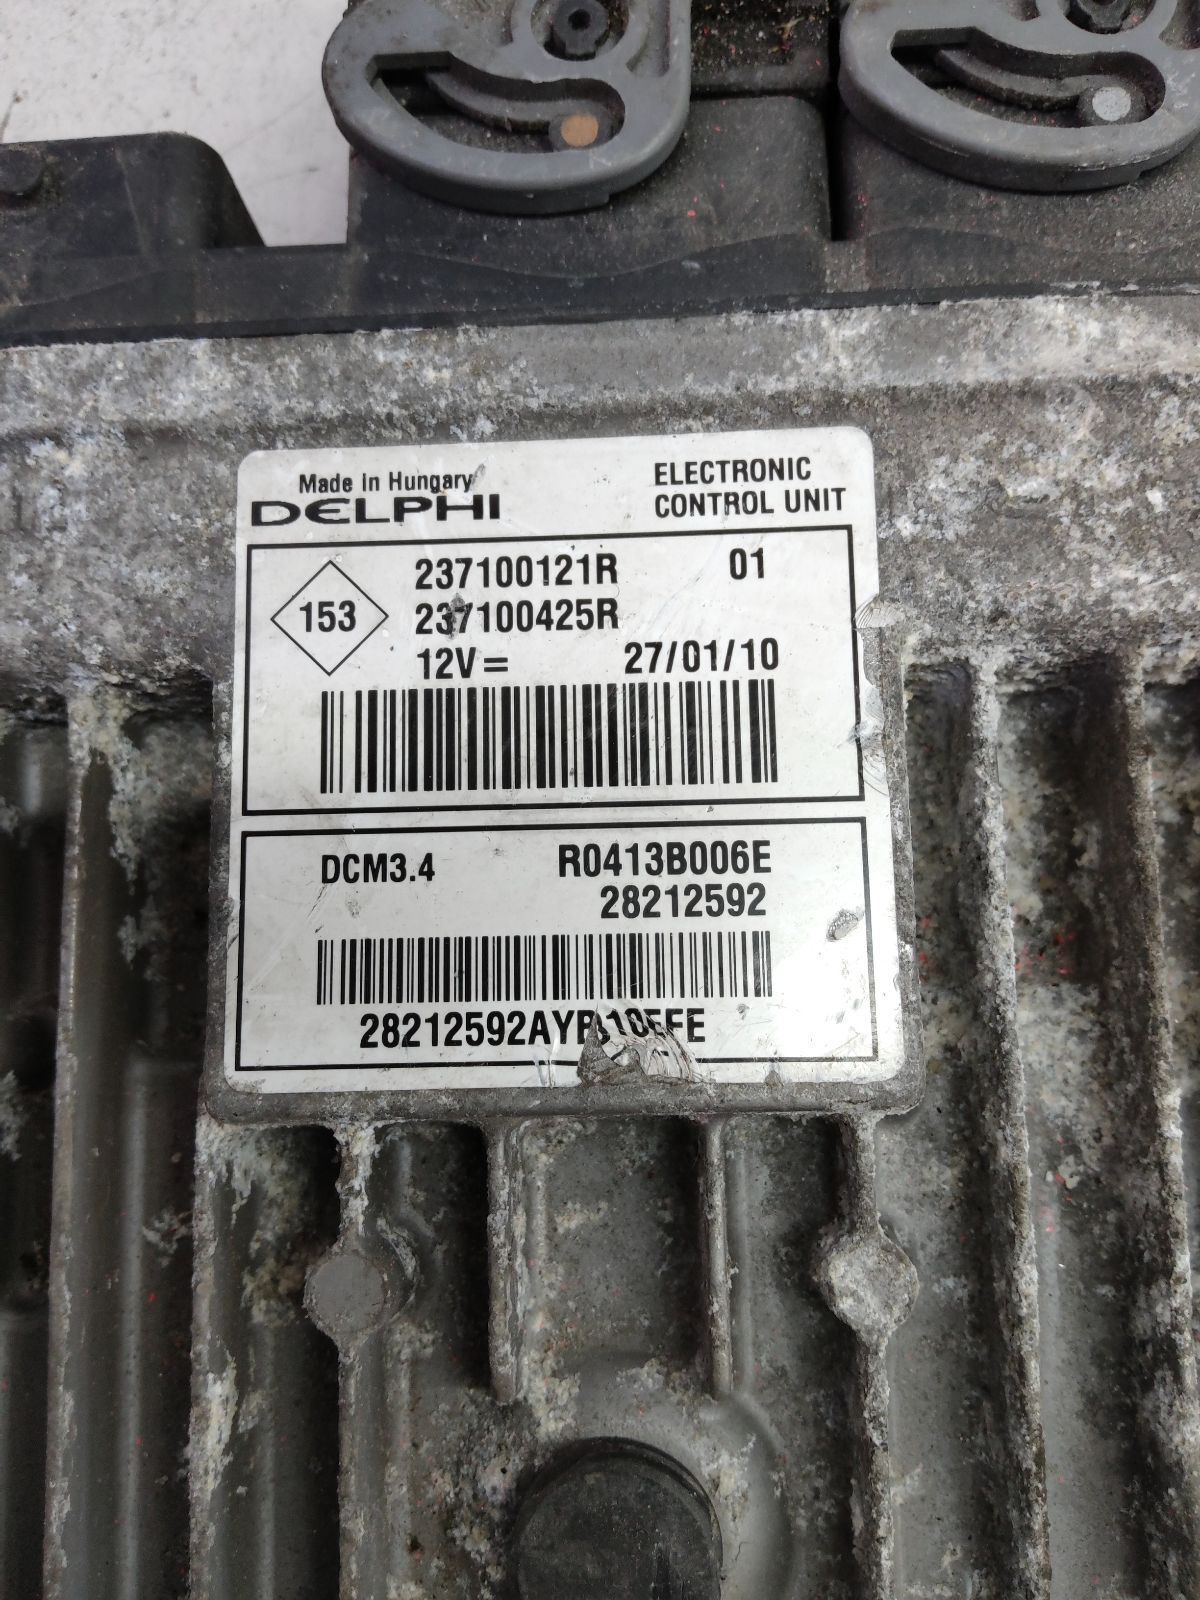 Made in Hungary
DELPHI
ELECTRONIC
CONTROL UNIT
153
237100121R 01
237100425R
12V= 27/01/10
DCM3.4 R0413B006E
28212592